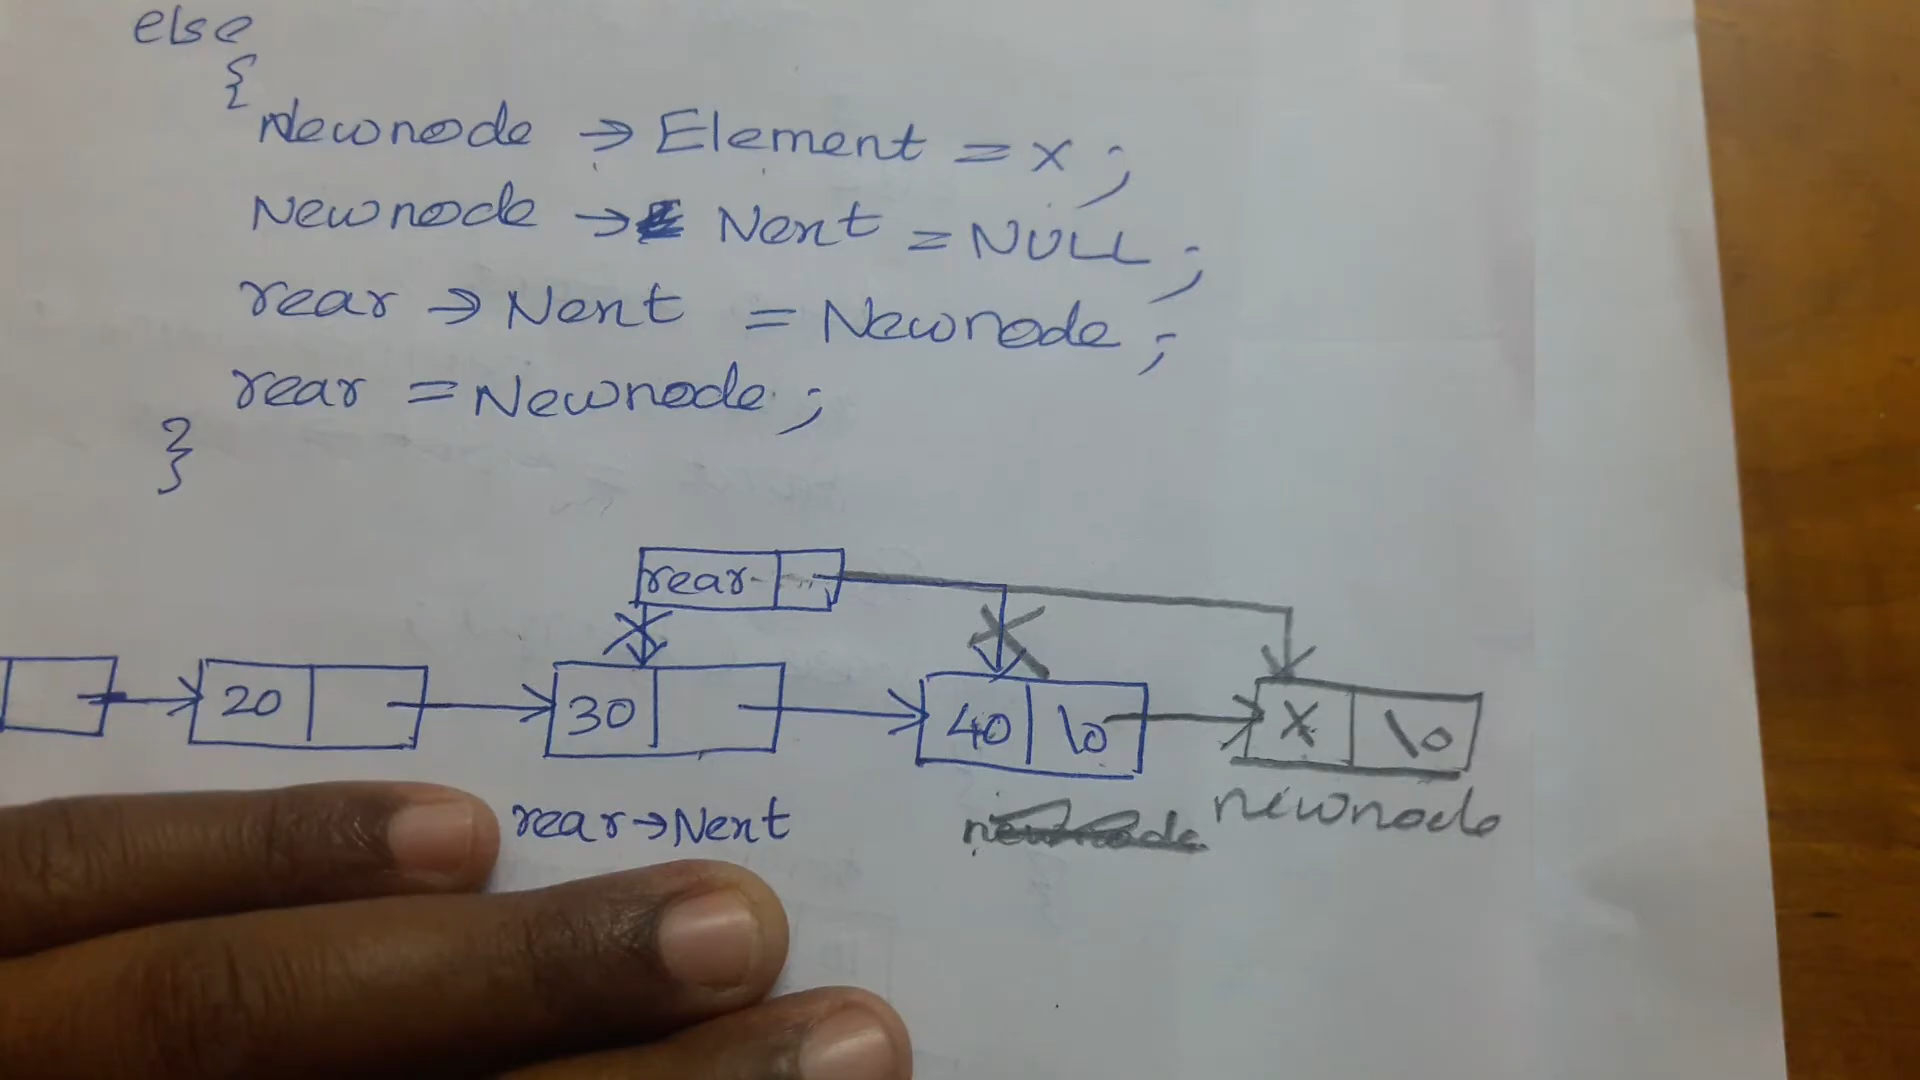 else
{
Newnode → Element = x ;
Newnode → Next = NULL ;
rear → Next = Newnode ;
rear = Newnode ;
}
rear
20 30 40 \0 X \0
rear→Next newnode